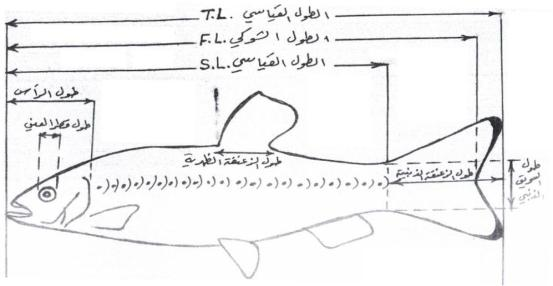 الطول القياسي .T.L
الطول الشوكي .F.L
الطول القياسي .S.L
طول الرأس
طول قطر العين
طول الزعنفة الظهرية
طول الزعنفة الذنبية
طول
السويق
الذنبي